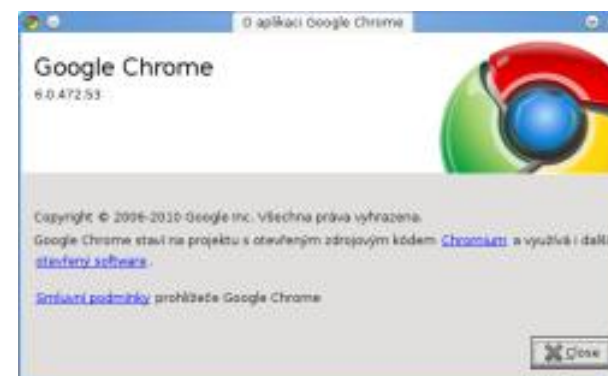 O aplikaci Google Chrome
Google Chrome
6.0.472.53
Copyright © 2006-2010 Google Inc. Všechna práva vyhrazena.
Google Chrome staví na projektu s otevřeným zdrojovým kódem Chromium a využívá i další
otevřený software.
Smluvní podmínky prohlížeče Google Chrome
Close